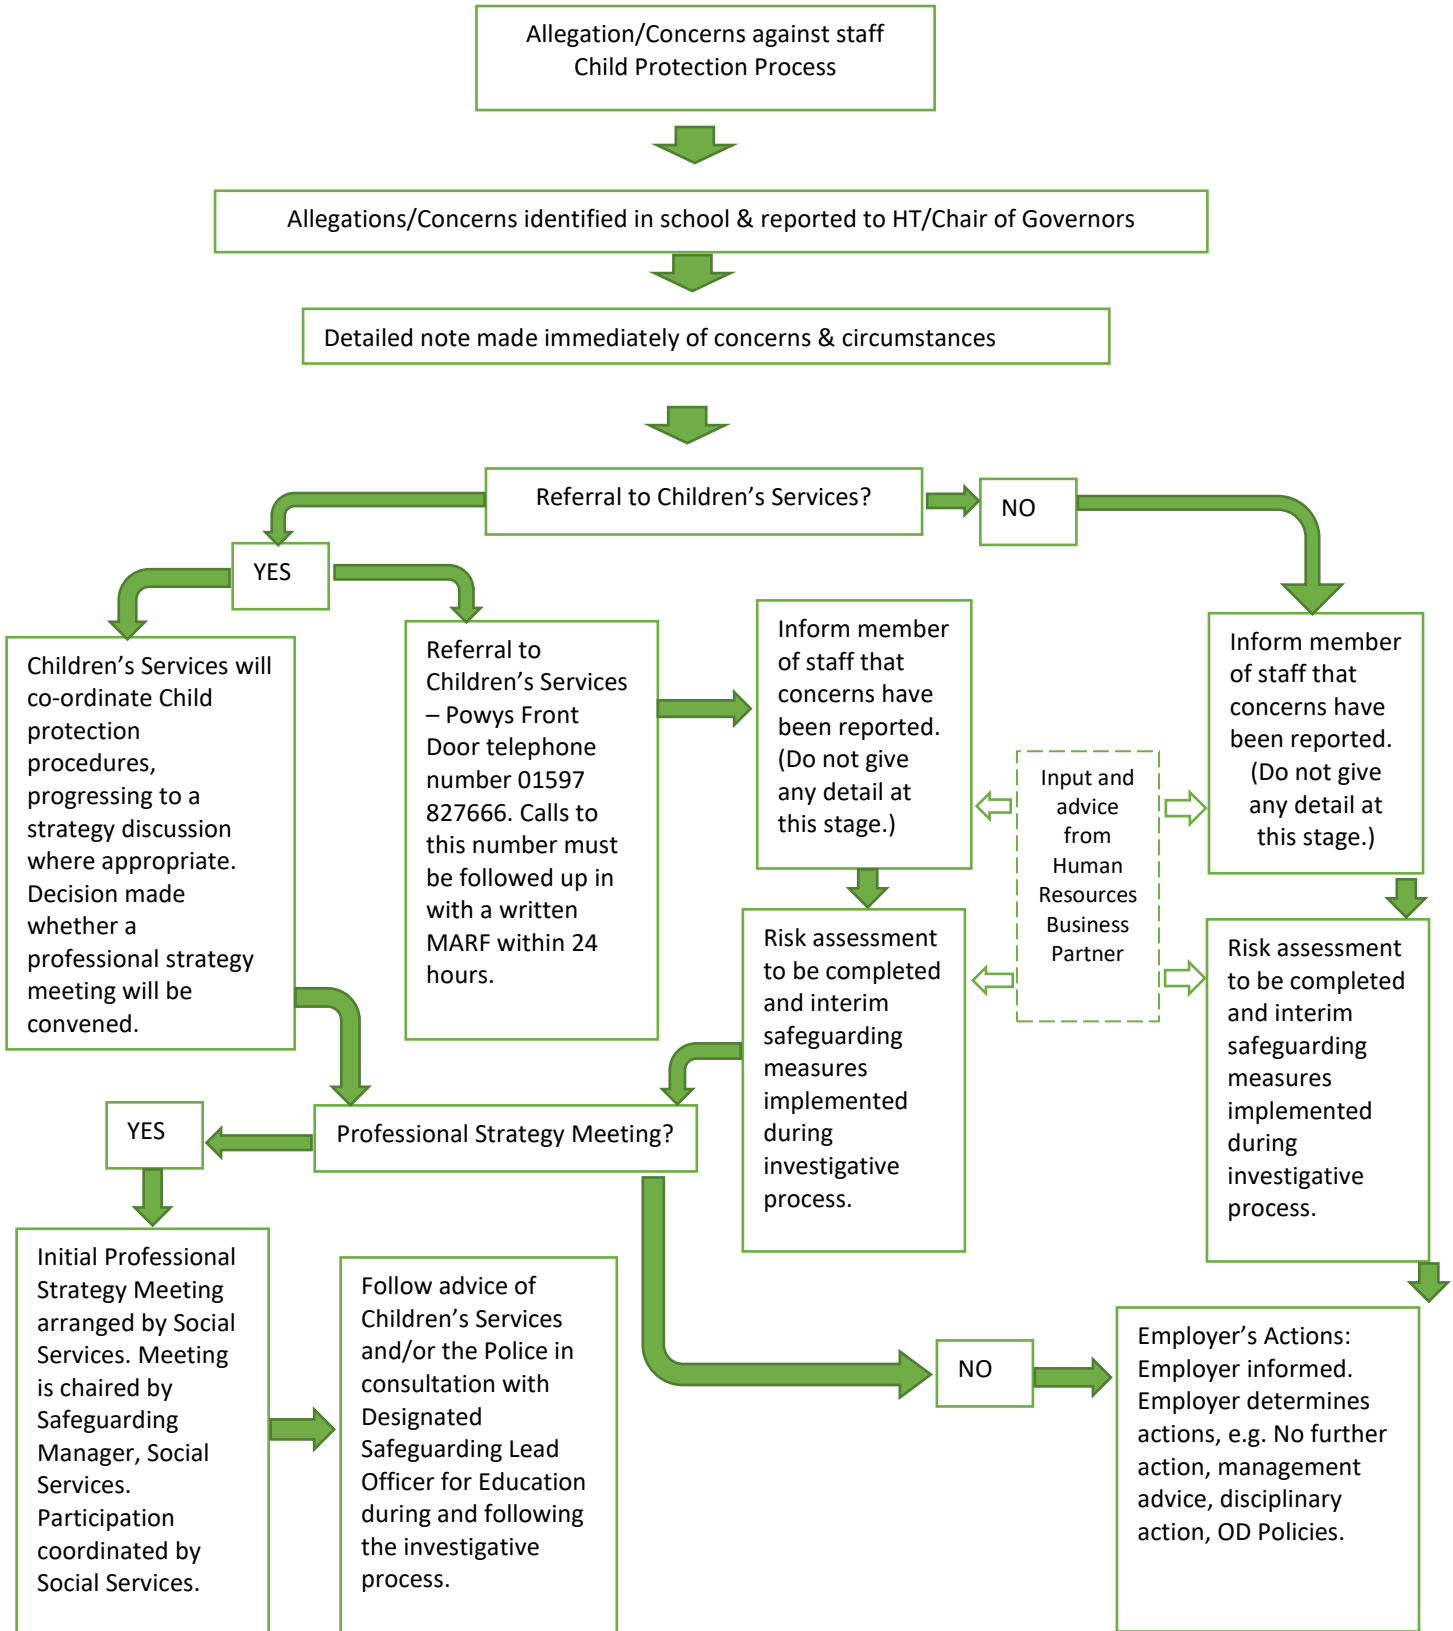 Allegation/Concerns against staff
Child Protection Process
Allegations/Concerns identified in school & reported to HT/Chair of Governors
Detailed note made immediately of concerns & circumstances
Referral to Children’s Services?
NO
YES
Children’s Services will
co-ordinate Child
protection
procedures,
progressing to a
strategy discussion
where appropriate.
Decision made
whether a
professional strategy
meeting will be
convened.
Referral to
Children’s Services
– Powys Front
Door telephone
number 01597
827666. Calls to
this number must
be followed up in
with a written
MARF within 24
hours.
Inform member
of staff that
concerns have
been reported.
(Do not give
any detail at
this stage.)
Input and
advice
from
Human
Resources
Business
Partner
Inform member
of staff that
concerns have
been reported.
(Do not give
any detail at
this stage.)
Risk assessment
to be completed
and interim
safeguarding
measures
implemented
during
investigative
process.
Risk assessment
to be completed
and interim
safeguarding
measures
implemented
during
investigative
process.
Professional Strategy Meeting?
YES
Initial Professional
Strategy Meeting
arranged by Social
Services. Meeting
is chaired by
Safeguarding
Manager, Social
Services.
Participation
coordinated by
Social Services.
Follow advice of
Children’s Services
and/or the Police in
consultation with
Designated
Safeguarding Lead
Officer for Education
during and following
the investigative
process.
NO
Employer’s Actions:
Employer informed.
Employer determines
actions, e.g. No further
action, management
advice, disciplinary
action, OD Policies.